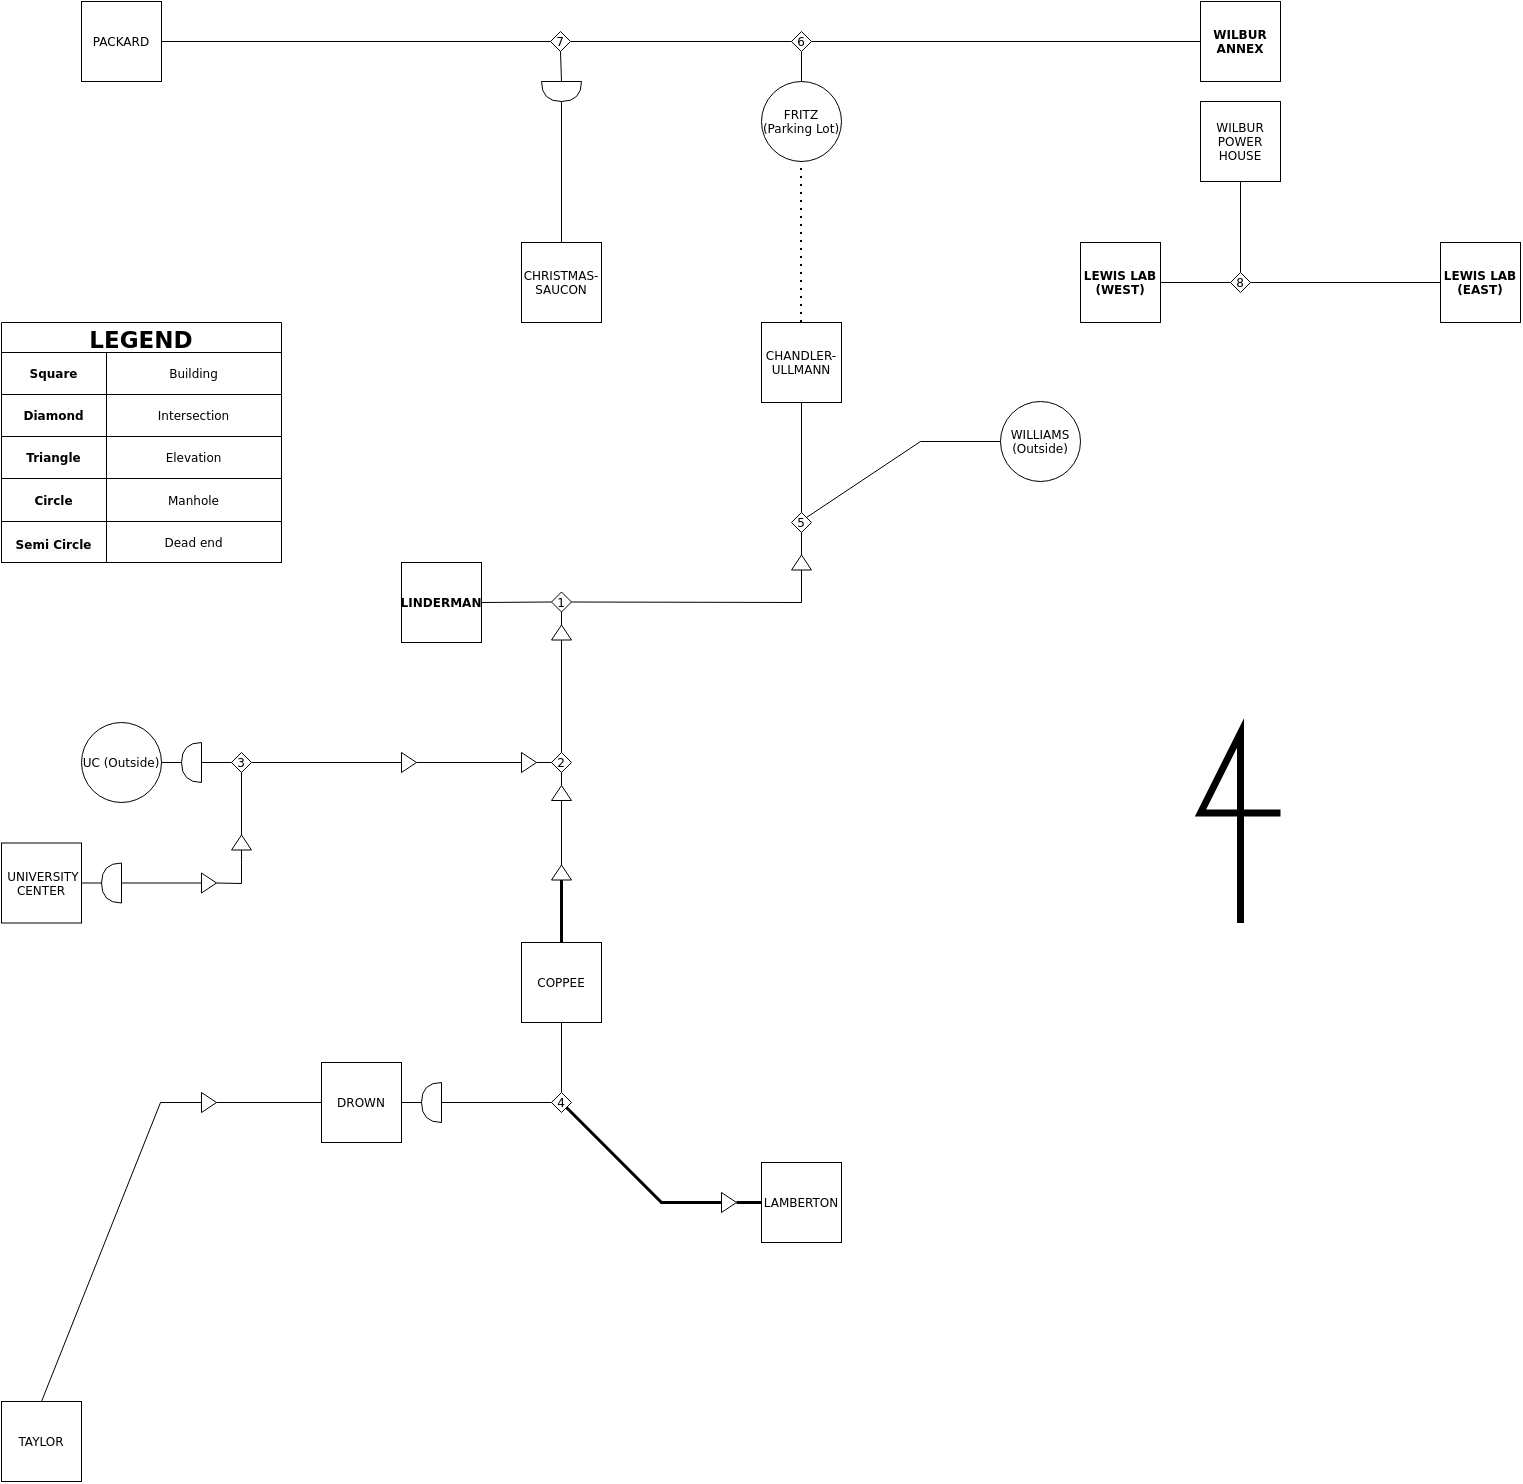 PACKARD
7
6
WILBUR
ANNEX
FRITZ
(Parking Lot)
WILBUR
POWER
HOUSE
CHRISTMAS-
SAUCON
LEWIS LAB
(WEST)
8
LEWIS LAB
(EAST)
LEGEND
Square Building
Diamond Intersection
Triangle Elevation
Circle Manhole
Semi Circle Dead end
CHANDLER-
ULLMANN
WILLIAMS
(Outside)
5
LINDERMAN
1
UC (Outside)
3
2
UNIVERSITY
CENTER
COPPEE
DROWN
4
LAMBERTON
TAYLOR